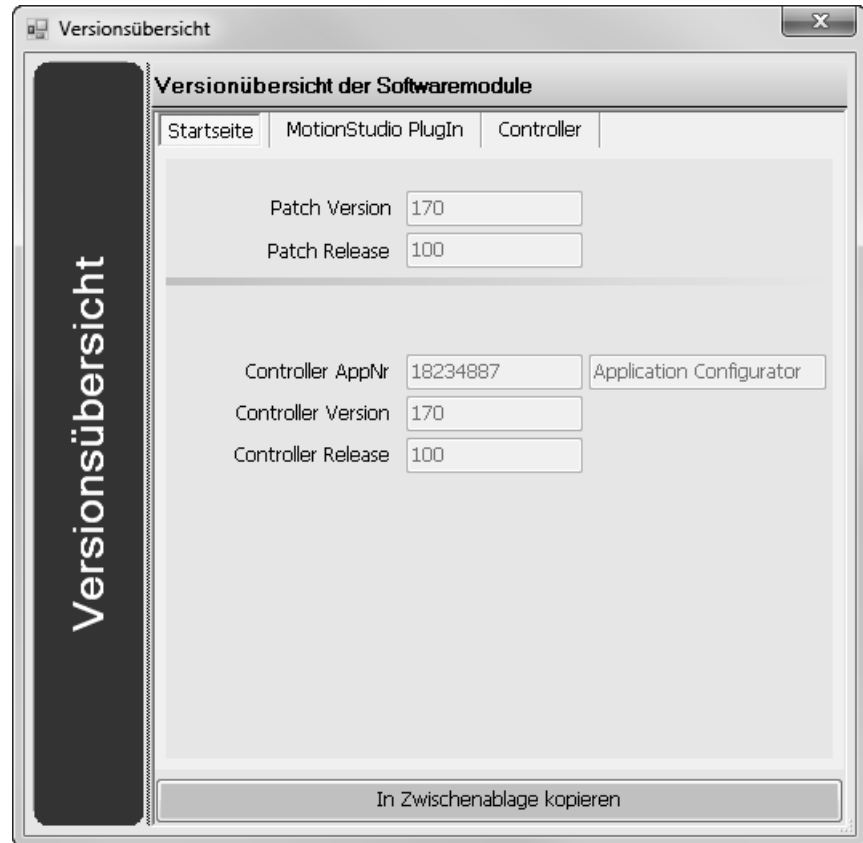 Versionsübersicht
X
Versionübersicht der Softwaremodule
Startseite MotionStudio PlugIn Controller
Patch Version 170
Patch Release 100
Controller AppNr 18234887 Application Configurator
Controller Version 170
Controller Release 100
Versionsübersicht
In Zwischenablage kopieren